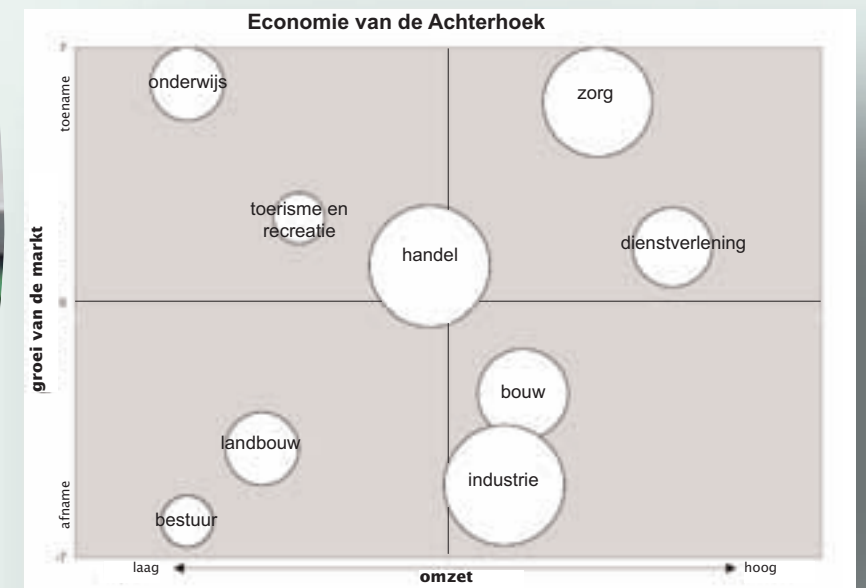 Economie van de Achterhoek
toename
onderwijs
zorg
toerisme en
recreatie
handel
dienstverlening
groei van de markt
bouw
landbouw
industrie
bestuur
afname
laag
hoog
omzet